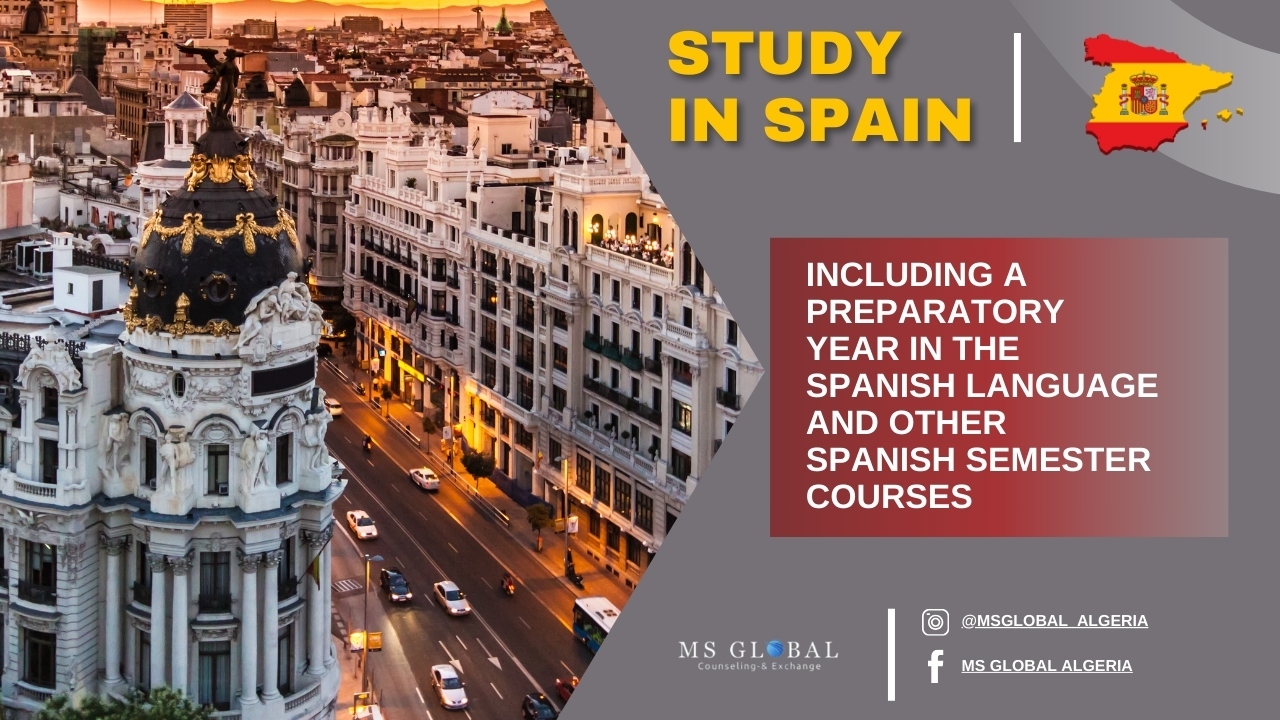 STUDY
IN SPAIN
INCLUDING A
PREPARATORY
YEAR IN THE
SPANISH LANGUAGE
AND OTHER
SPANISH SEMESTER
COURSES
MS GLOBAL
Counseling & Exchange
@MSGLOBAL_ALGERIA
MS GLOBAL ALGERIA